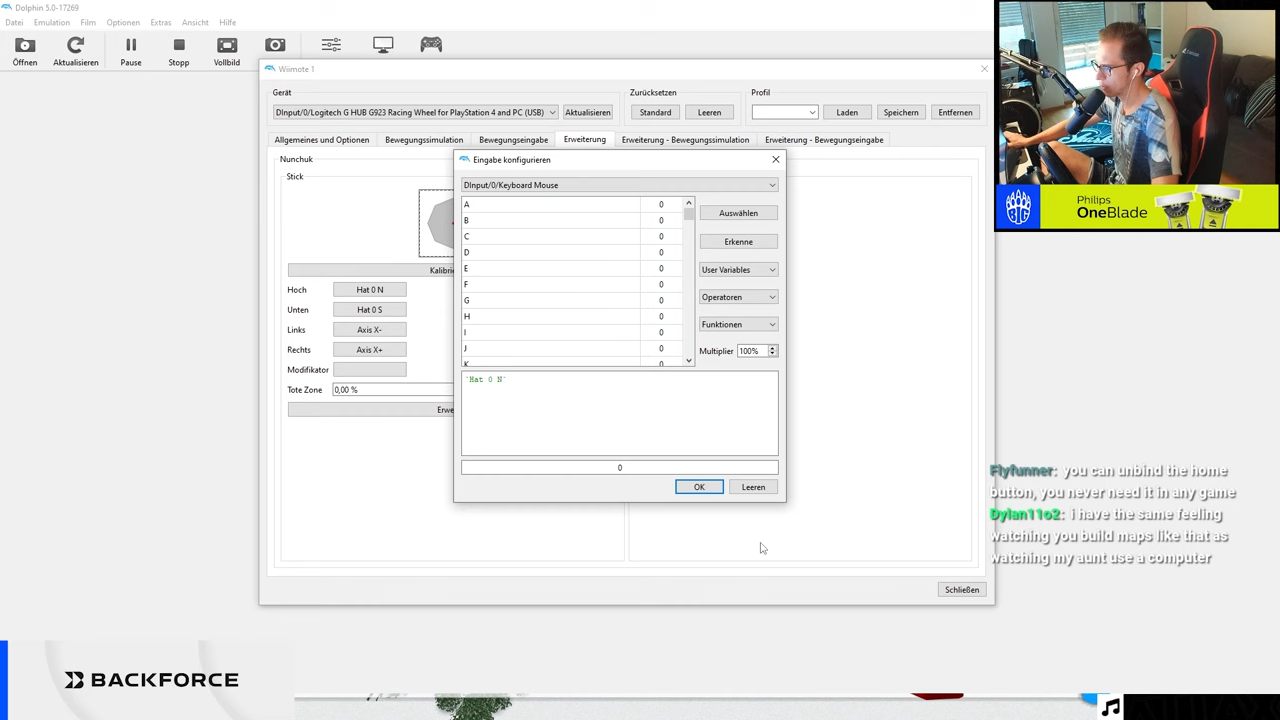 Dolphin 5.0-17269
Datei Emulation Film Optionen Extras Ansicht Hilfe
Öffnen Aktualisieren Pause Stopp Vollbild
Wiimote 1
Gerät
DInput/0/Logitech G HUB G923 Racing Wheel for PlayStation 4 and PC (USB) Aktualisieren
Zurücksetzen
Standard Leeren
Profil
Laden Speichern Entfernen
Allgemeines und Optionen Bewegungssimulation Bewegungseingabe Erweiterung Erweiterung - Bewegungssimulation Erweiterung - Bewegungseingabe
Nunchuk
Stick
Kalibrie
Hoch Hat 0 N
Unten Hat 0 S
Links Axis X-
Rechts Axis X+
Modifikator
Tote Zone 0,00 %
Erwe
Eingabe konfigurieren
DInput/0/Keyboard Mouse
A 0
B 0
C 0
D 0
E 0
F 0
G 0
H 0
I 0
J 0
K 0
Auswählen
Erkenne
User Variables
Operatoren
Funktionen
Multiplier 100%
`Hat 0 N`
0
OK Leeren
Schließen
Philips
OneBlade
Flyfunner: you can unbind the home
button, you never need it in any game
Dylan11o2: i have the same feeling
watching you build maps like that as
watching my aunt use a computer
BACKFORCE